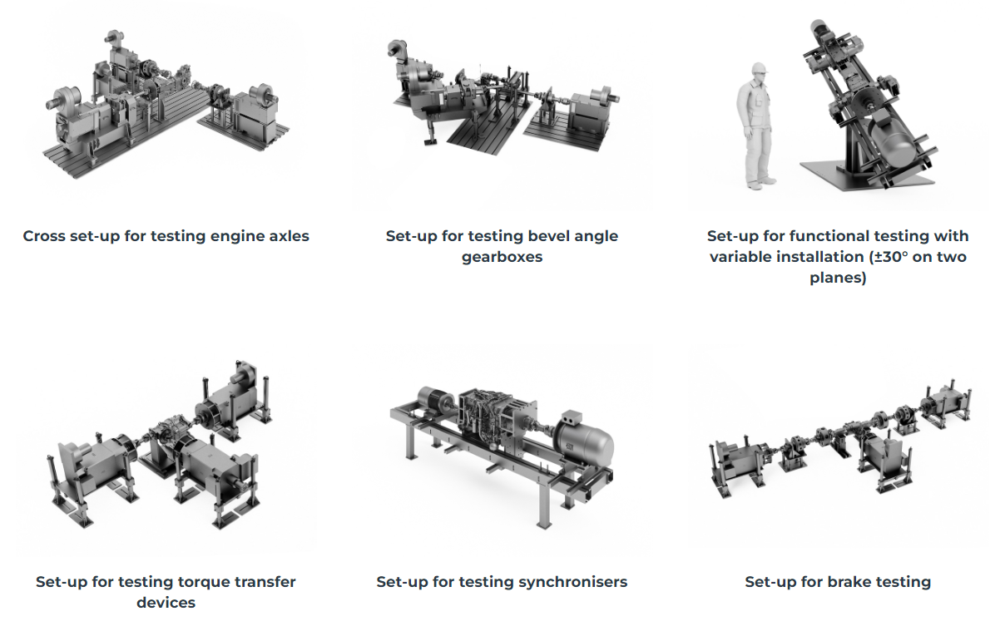 Cross set-up for testing engine axles
Set-up for testing bevel angle
gearboxes
Set-up for functional testing with
variable installation (±30° on two
planes)
Set-up for testing torque transfer
devices
Set-up for testing synchronisers
Set-up for brake testing